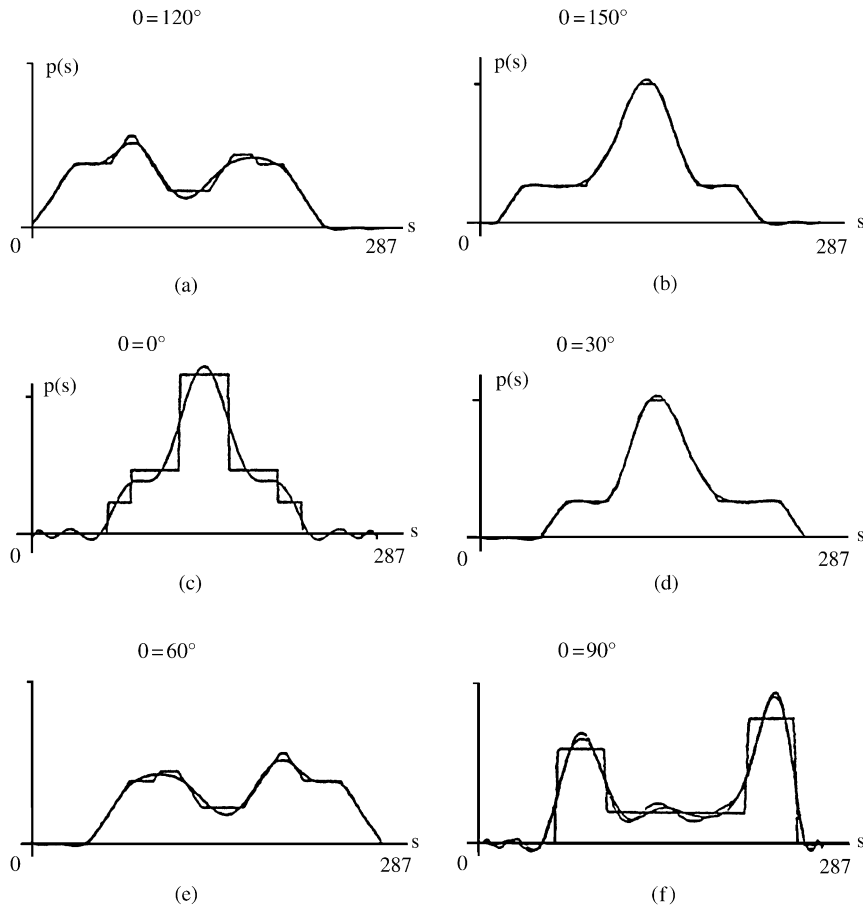 0=120°
p(s)
s
0
287
(a)
0=150°
p(s)
s
0
287
(b)
0=0°
p(s)
s
0
287
(c)
0=30°
p(s)
s
0
287
(d)
0=60°
s
0
287
(e)
0=90°
s
0
287
(f)